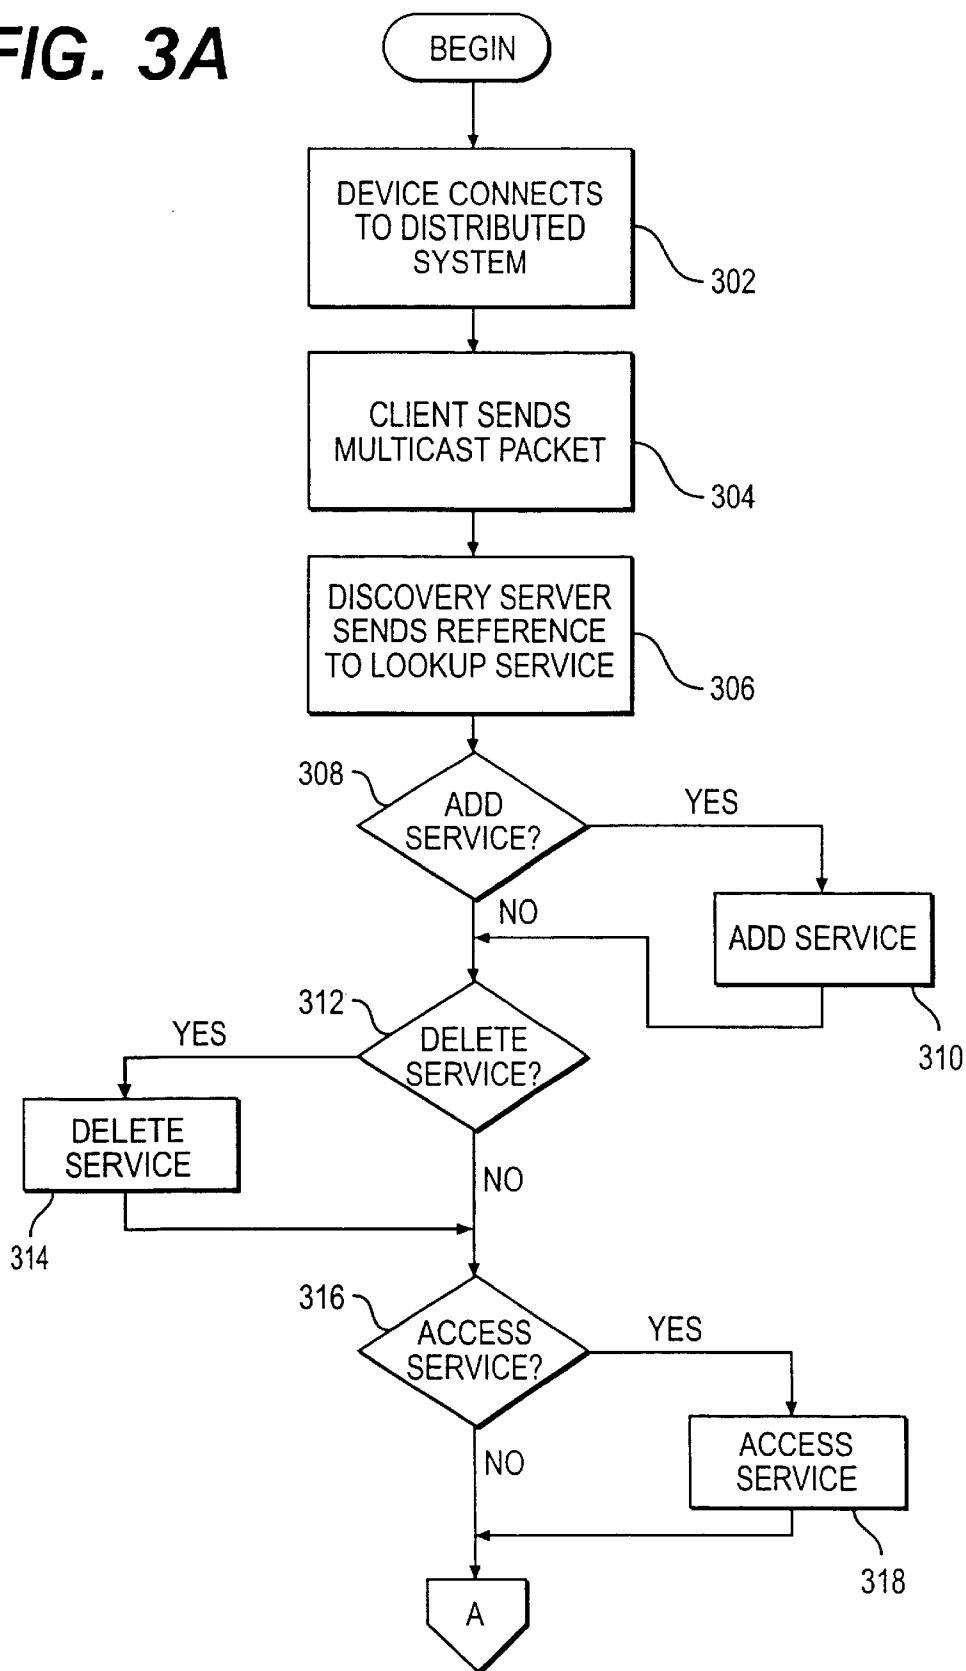 FIG. 3A
BEGIN
DEVICE CONNECTS
TO DISTRIBUTED
SYSTEM
302
CLIENT SENDS
MULTICAST PACKET
304
DISCOVERY SERVER
SENDS REFERENCE
TO LOOKUP SERVICE
306
308
ADD
SERVICE?
YES
NO
ADD SERVICE
310
312
DELETE
SERVICE?
YES
DELETE
SERVICE
314
NO
316
ACCESS
SERVICE?
YES
NO
ACCESS
SERVICE
318
A